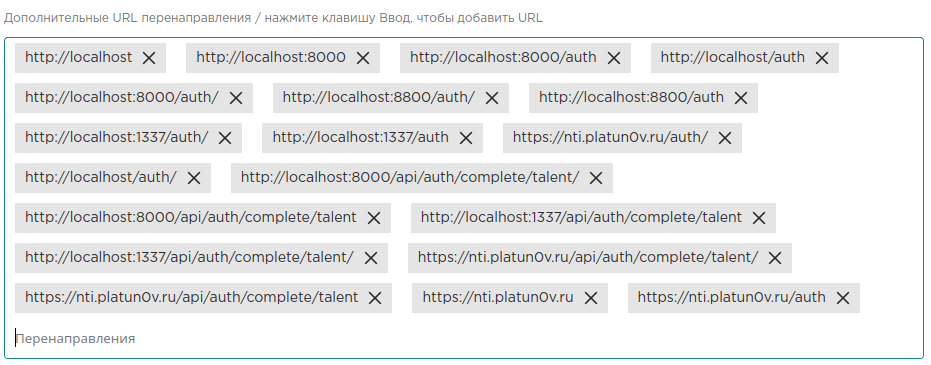 Дополнительные URL перенаправления / нажмите клавишу Ввод, чтобы добавить URL
http://localhost http://localhost:8000 http://localhost:8000/auth http://localhost/auth
http://localhost:8000/auth/ http://localhost:8800/auth/ http://localhost:8800/auth
http://localhost:1337/auth/ http://localhost:1337/auth https://nti.platun0v.ru/auth/
http://localhost/auth/ http://localhost:8000/api/auth/complete/talent/
http://localhost:8000/api/auth/complete/talent http://localhost:1337/api/auth/complete/talent
http://localhost:1337/api/auth/complete/talent/ https://nti.platun0v.ru/api/auth/complete/talent/
https://nti.platun0v.ru/api/auth/complete/talent https://nti.platun0v.ru https://nti.platun0v.ru/auth
Перенаправления